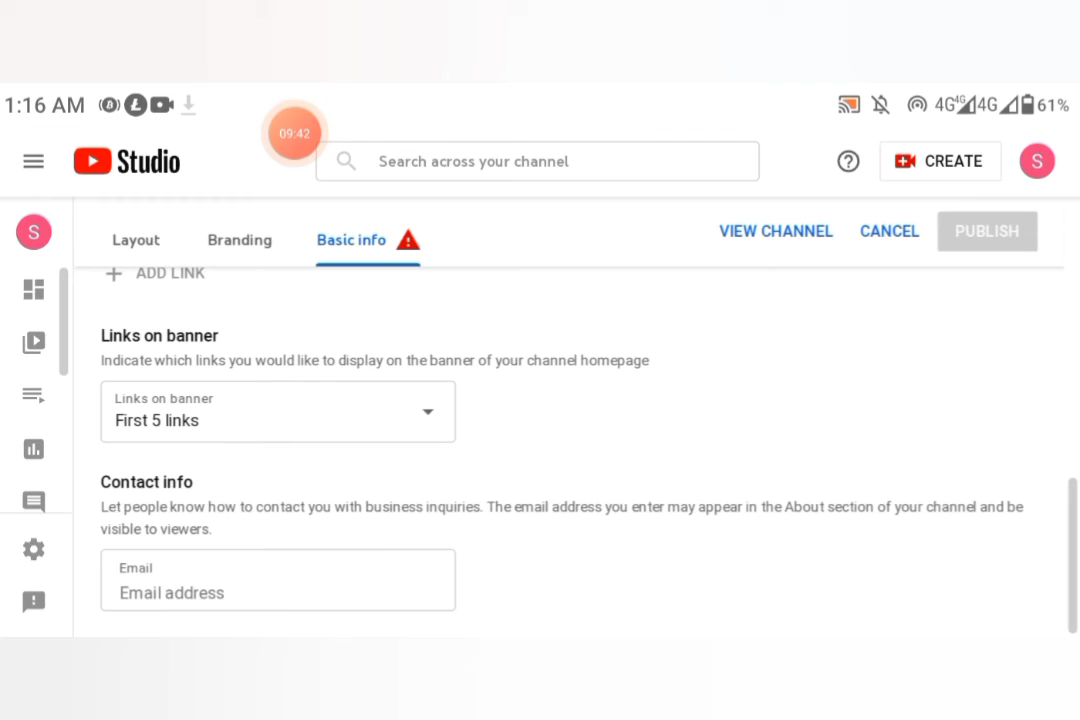 1:16 AM
4G 4G 4G 61%
09:42
Studio
Search across your channel
CREATE
S
S
Layout
Branding
Basic info
VIEW CHANNEL
CANCEL
PUBLISH
ADD LINK
Links on banner
Indicate which links you would like to display on the banner of your channel homepage
Links on banner
First 5 links
Contact info
Let people know how to contact you with business inquiries. The email address you enter may appear in the About section of your channel and be
visible to viewers.
Email
Email address